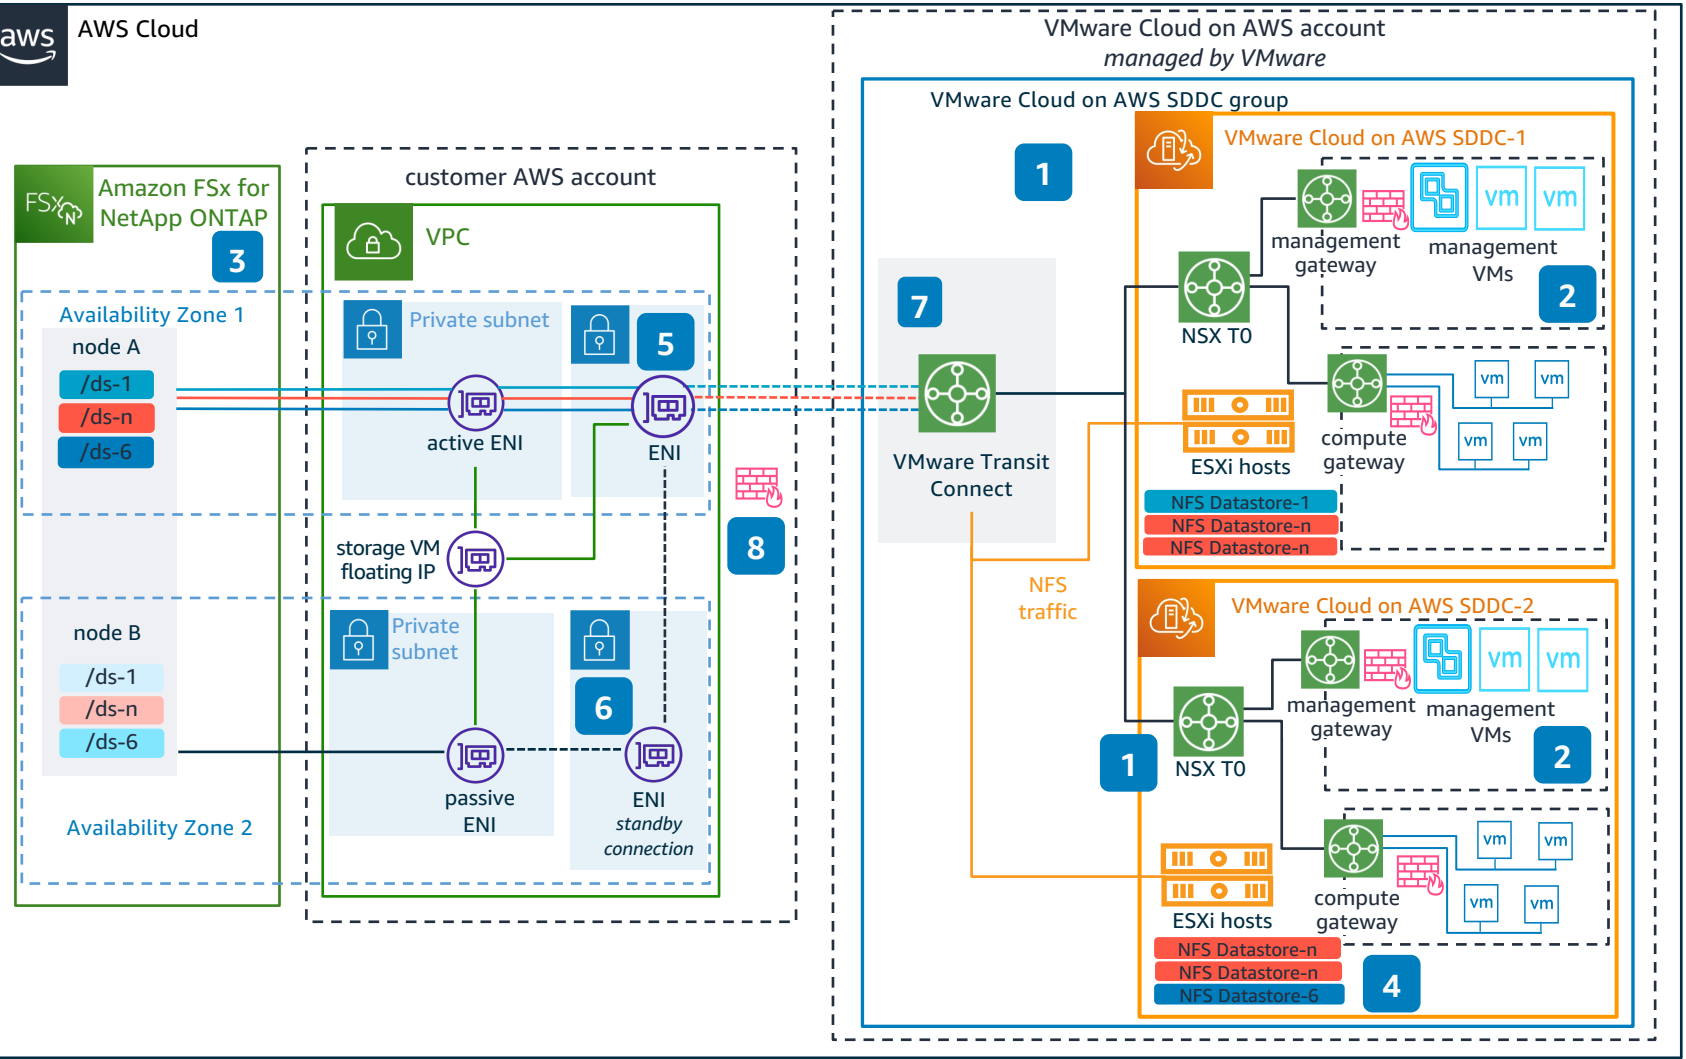 aws
AWS Cloud
VMware Cloud on AWS account
managed by VMware
VMware Cloud on AWS SDDC group
Amazon FSx for
NetApp ONTAP
FSx N
3
customer AWS account
VPC
Availability Zone 1
node A
/ds-1
/ds-n
/ds-6
Private subnet
5
active ENI
ENI
storage VM
floating IP
8
node B
/ds-1
/ds-n
/ds-6
Availability Zone 2
Private
subnet
6
passive
ENI
ENI
standby
connection
1
7
VMware Transit
Connect
NFS
traffic
VMware Cloud on AWS SDDC-1
vm
vm
management
gateway
management
VMs
2
NSX T0
vm
vm
vm
vm
compute
gateway
ESXi hosts
NFS Datastore-1
NFS Datastore-n
NFS Datastore-n
VMware Cloud on AWS SDDC-2
vm
vm
management
gateway
management
VMs
2
1
NSX T0
vm
vm
vm
vm
compute
gateway
ESXi hosts
NFS Datastore-n
NFS Datastore-n
NFS Datastore-6
4